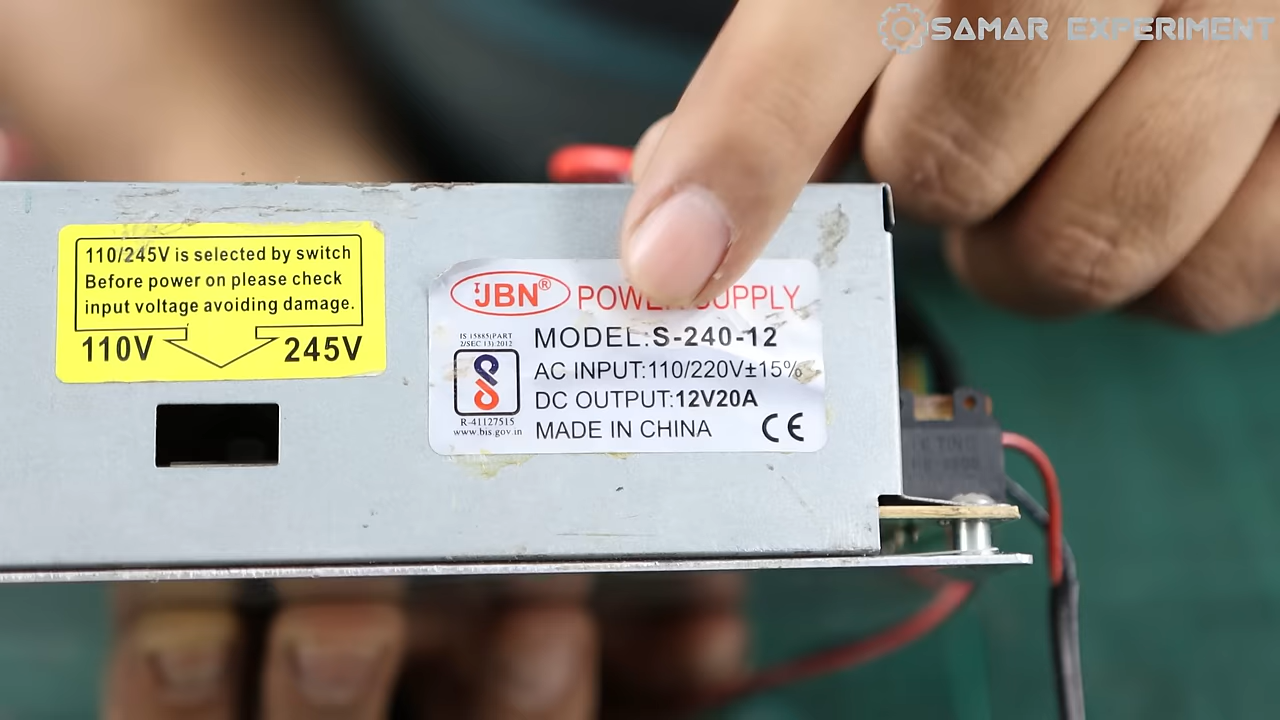 SAMAR EXPERIMENT
110/245V is selected by switch
Before power on please check
input voltage avoiding damage.
110V 245V
JBN® POWER SUPPLY
MODEL:S-240-12
AC INPUT:110/220V±15%
DC OUTPUT:12V20A
MADE IN CHINA CE
IS 15885(PART
2/SEC 13):2012
R-41127515
www.bis.gov.in